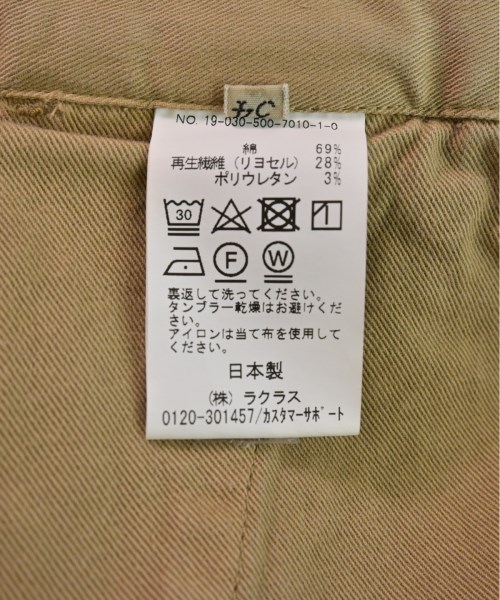 NO. 19-030-500-7010-1-0
綿 69%
再生繊維（リヨセル） 28%
ポリウレタン 3%
30
F W
裏返して洗ってください。
タンブラー乾燥はお避けくださ
い。
アイロンは当て布を使用して
ください。
日本製
（株） ラクラス
0120-301457/ｶｽﾀﾏｰｻﾎﾟｰﾄ